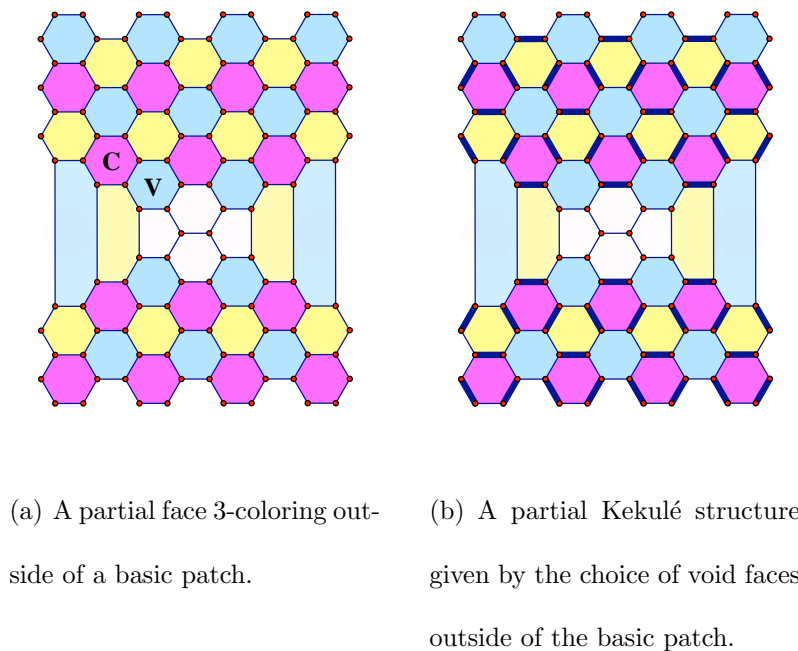 C
V
(a) A partial face 3-coloring out-
side of a basic patch.
(b) A partial Kekulé structure
given by the choice of void faces
outside of the basic patch.